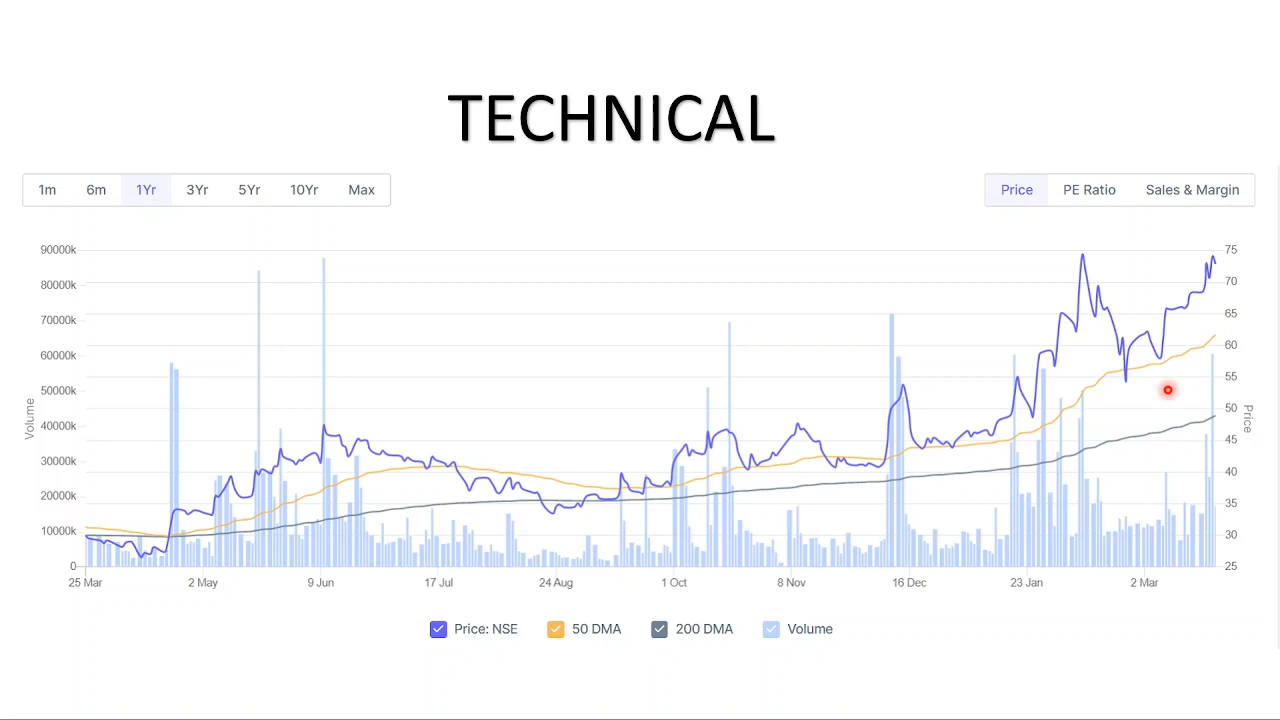 TECHNICAL
1m 6m 1Yr 3Yr 5Yr 10Yr Max
Price PE Ratio Sales & Margin
90000k
80000k
70000k
60000k
50000k
40000k
30000k
20000k
10000k
0
Volume
75
70
65
60
55
50
45
40
35
30
25
Price
25 Mar 2 May 9 Jun 17 Jul 24 Aug 1 Oct 8 Nov 16 Dec 23 Jan 2 Mar
Price: NSE 50 DMA 200 DMA Volume